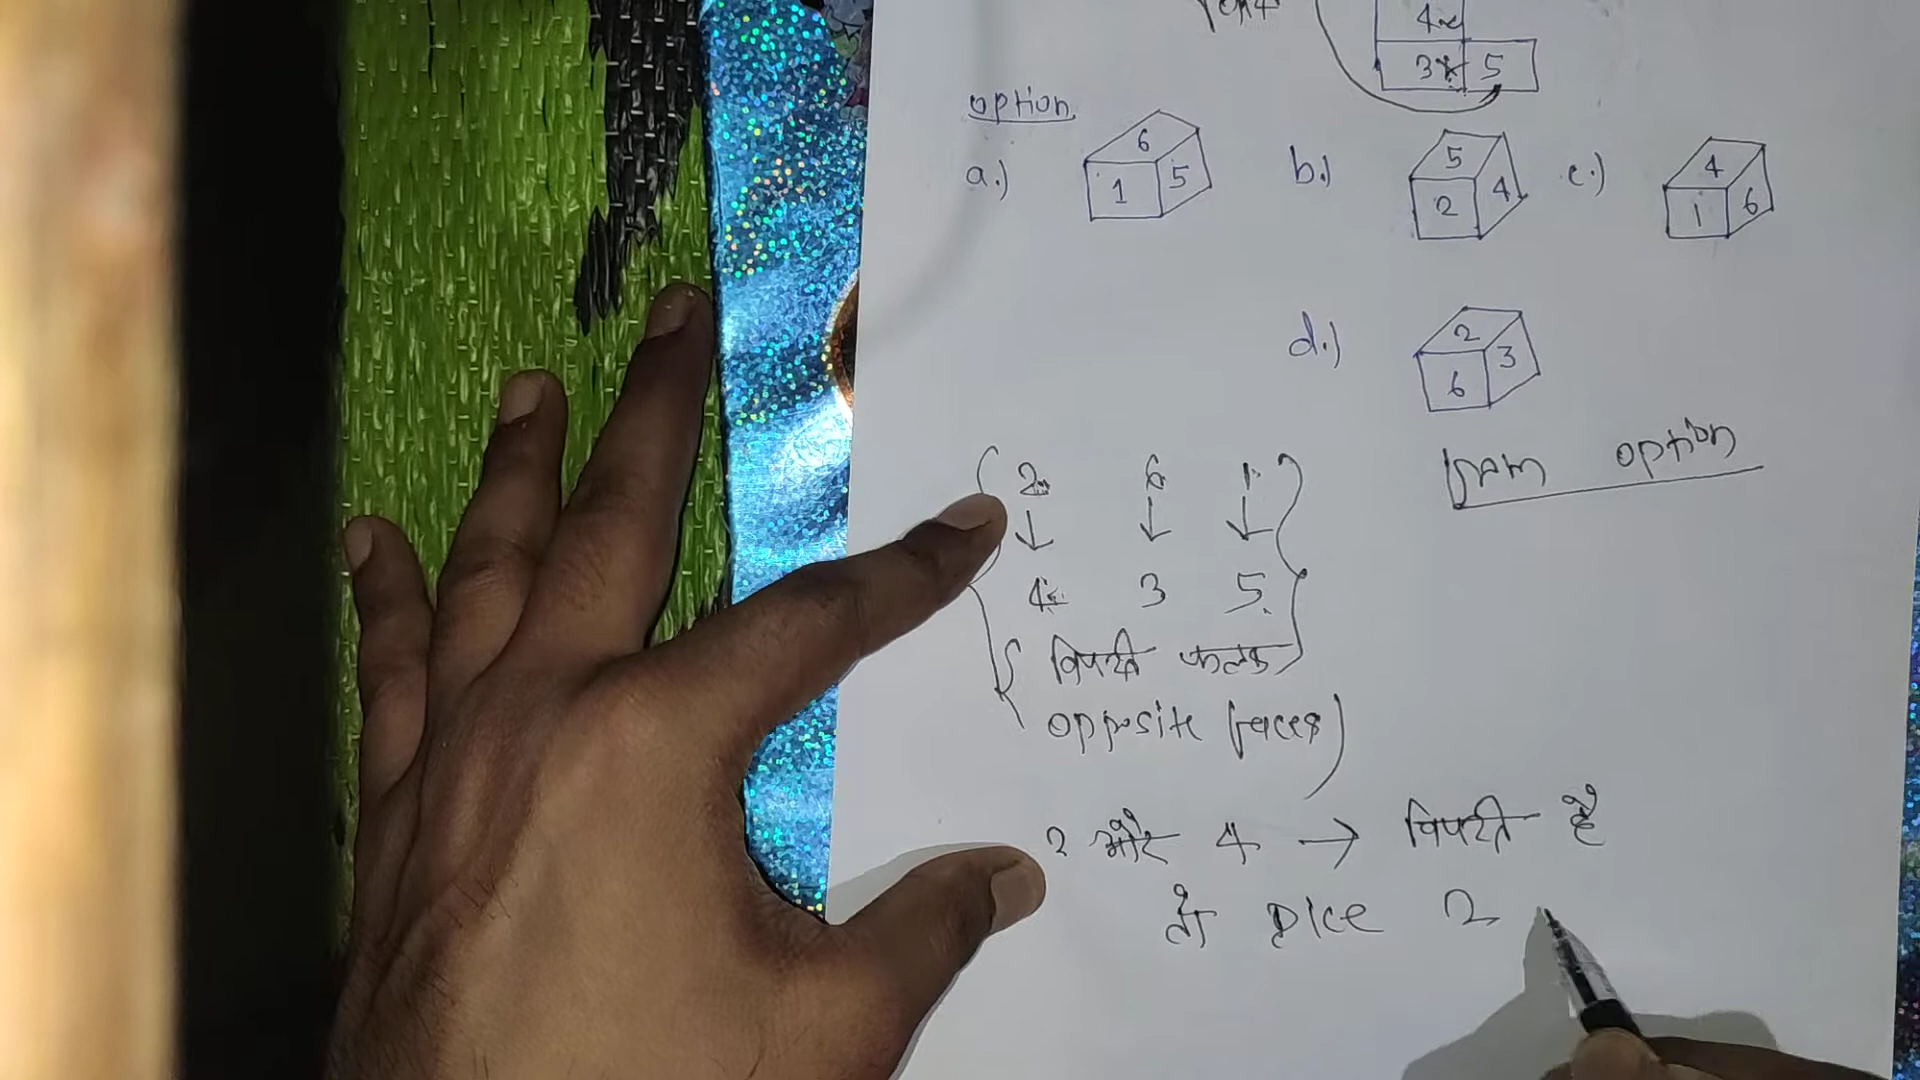 4
3 5
option
a.) 6 1 5 b.) 5 2 4 c.) 4 1 6
d.) 2 6 3
from option
2 6 1
↓ ↓ ↓
4 3 5
विपरीत फलक
opposite faces
2 और 4 → विपरीत है
तो Dice 2